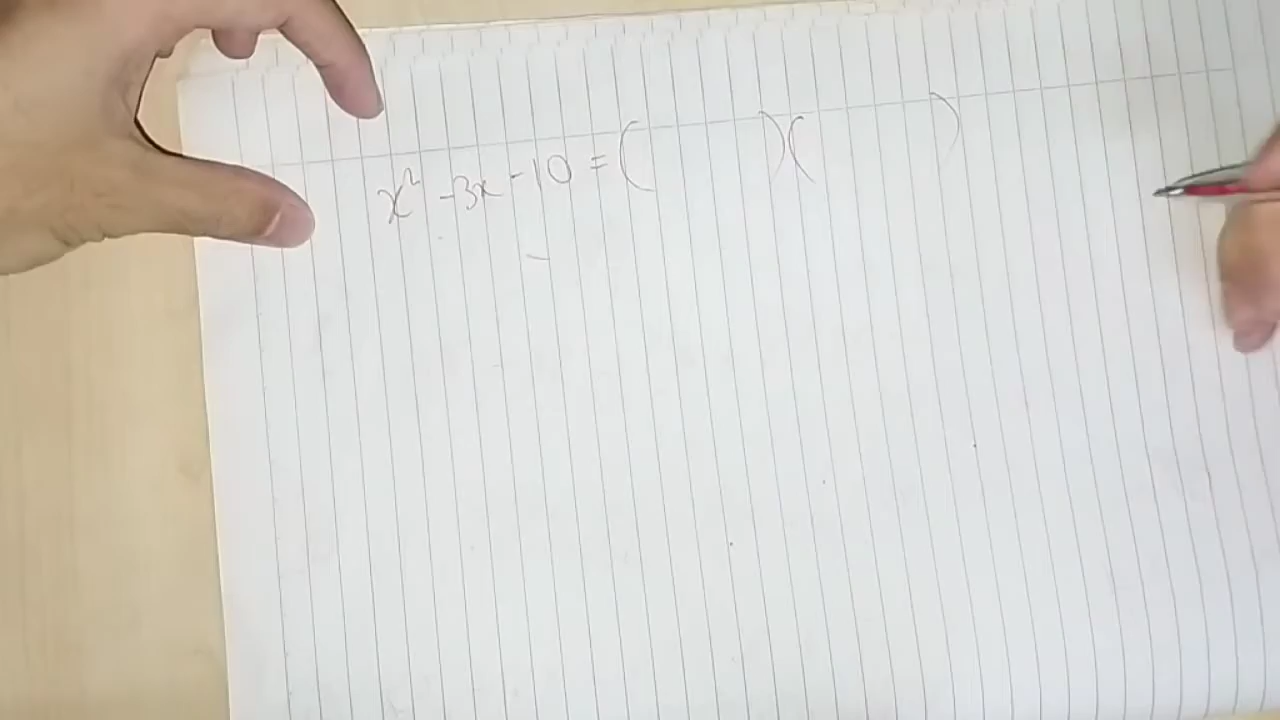 x² - 3x - 10 = (      )(      )